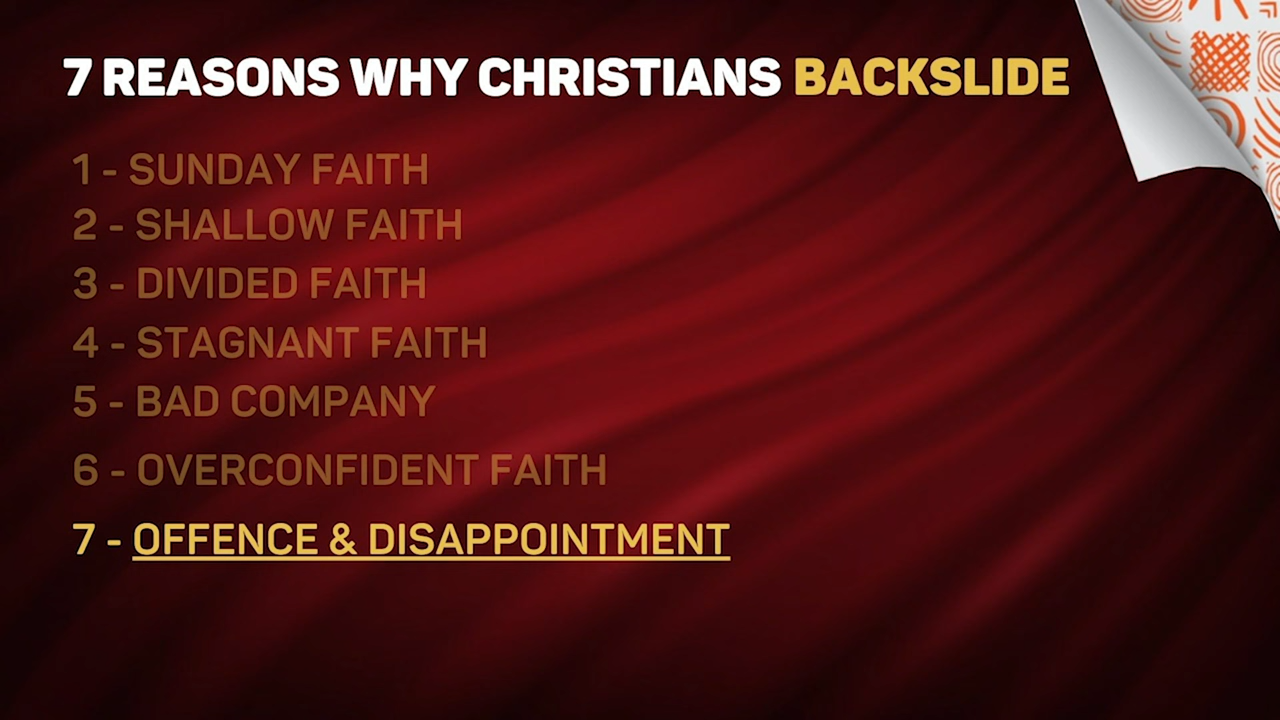 7 REASONS WHY CHRISTIANS BACKSLIDE
1 - SUNDAY FAITH
2 - SHALLOW FAITH
3 - DIVIDED FAITH
4 - STAGNANT FAITH
5 - BAD COMPANY
6 - OVERCONFIDENT FAITH
7 - OFFENCE & DISAPPOINTMENT